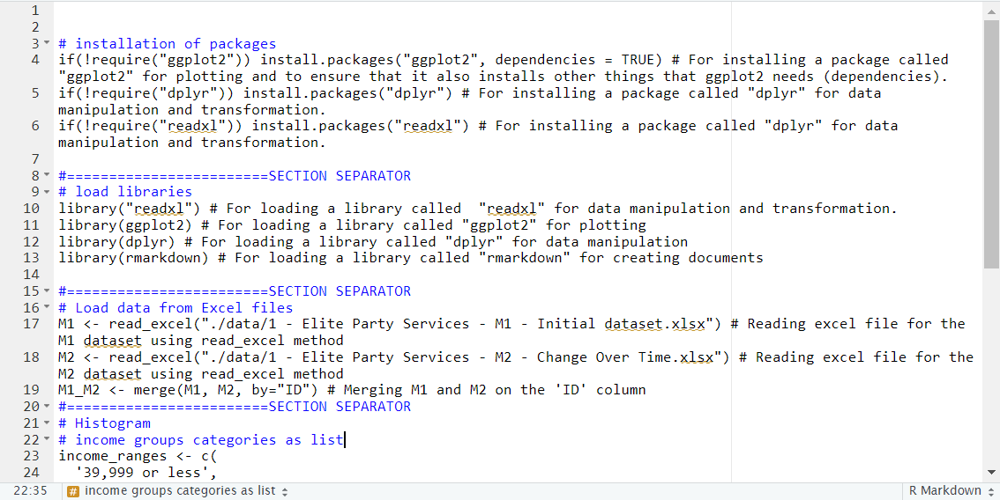 1
2
3 # installation of packages
4 if(!require("ggplot2")) install.packages("ggplot2", dependencies = TRUE) # For installing a package called
"ggplot2" for plotting and to ensure that it also installs other things that ggplot2 needs (dependencies).
5 if(!require("dplyr")) install.packages("dplyr") # For installing a package called "dplyr" for data
manipulation and transformation.
6 if(!require("readxl")) install.packages("readxl") # For installing a package called "dplyr" for data
manipulation and transformation.
7
8 #========================SECTION SEPARATOR
9 # load libraries
10 library("readxl") # For loading a library called  "readxl" for data manipulation and transformation.
11 library(ggplot2) # For loading a library called "ggplot2" for plotting
12 library(dplyr) # For loading a library called "dplyr" for data manipulation
13 library(rmarkdown) # For loading a library called "rmarkdown" for creating documents
14
15 #========================SECTION SEPARATOR
16 # Load data from Excel files
17 M1 <- read_excel("./data/1 - Elite Party Services - M1 - Initial dataset.xlsx") # Reading excel file for the
M1 dataset using read_excel method
18 M2 <- read_excel("./data/1 - Elite Party Services - M2 - Change Over Time.xlsx") # Reading excel file for the
M2 dataset using read_excel method
19 M1_M2 <- merge(M1, M2, by="ID") # Merging M1 and M2 on the 'ID' column
20 #========================SECTION SEPARATOR
21 # Histogram
22 # income groups categories as list
23 income_ranges <- c(
24   '39,999 or less',
22:35 # income groups categories as list R Markdown